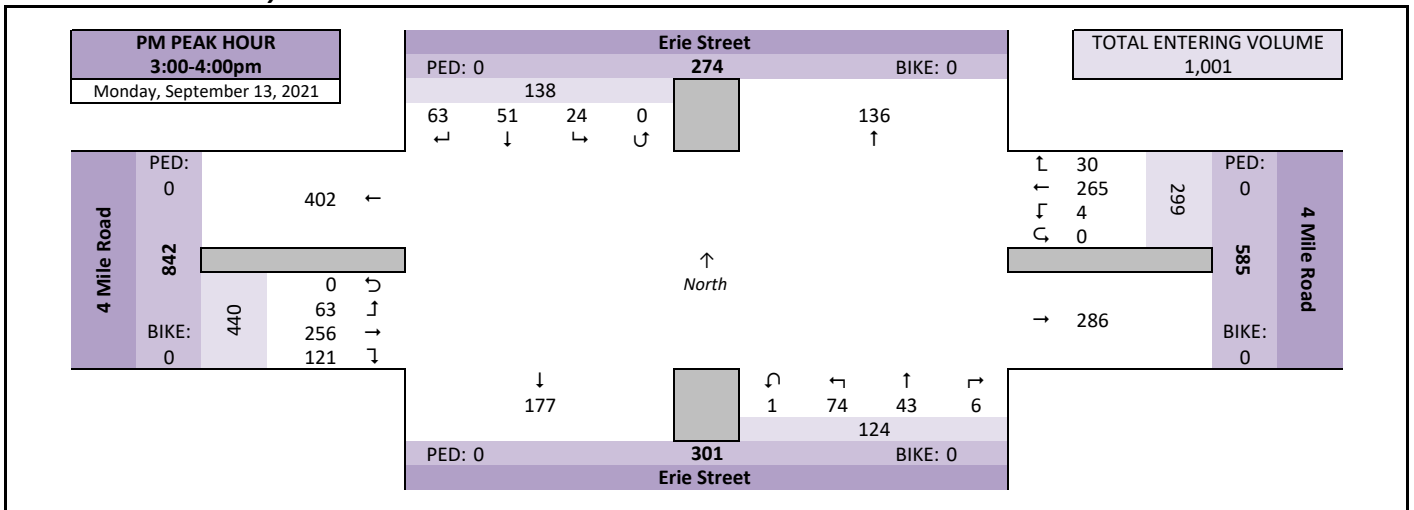 PM PEAK HOUR
3:00-4:00pm
Monday, September 13, 2021
Erie Street
PED: 0 274 BIKE: 0
138
63 51 24 0 136
↑
TOTAL ENTERING VOLUME
1,001
4 Mile Road
PED:
0
842
BIKE:
0
440
402 ←
0
63
256 →
121
↑
North
30
← 265
4
0
299
→ 286
PED:
0
585
BIKE:
0
4 Mile Road
↓
177
1 74 43 6
124
PED: 0 301 BIKE: 0
Erie Street